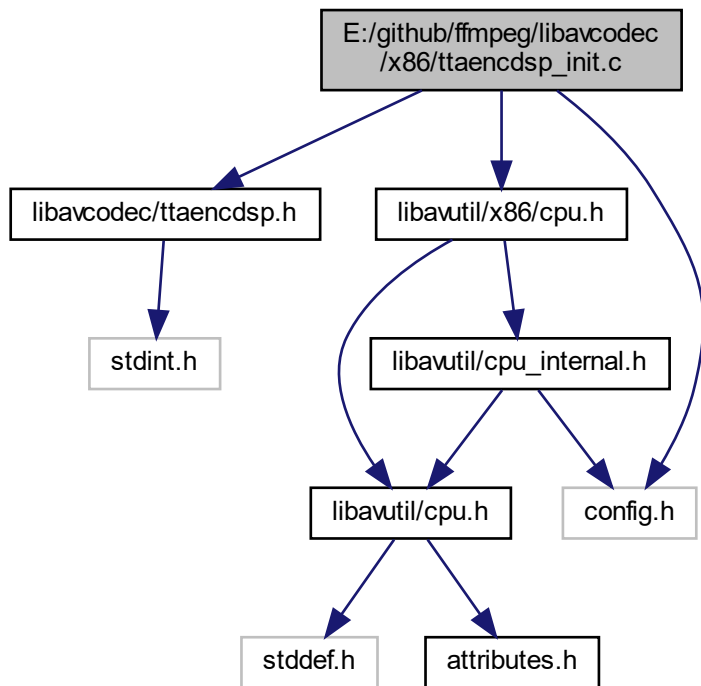 E:/github/ffmpeg/libavcodec
/x86/ttaencdsp_init.c
libavcodec/ttaencdsp.h
libavutil/x86/cpu.h
stdint.h
libavutil/cpu_internal.h
libavutil/cpu.h
config.h
stddef.h
attributes.h